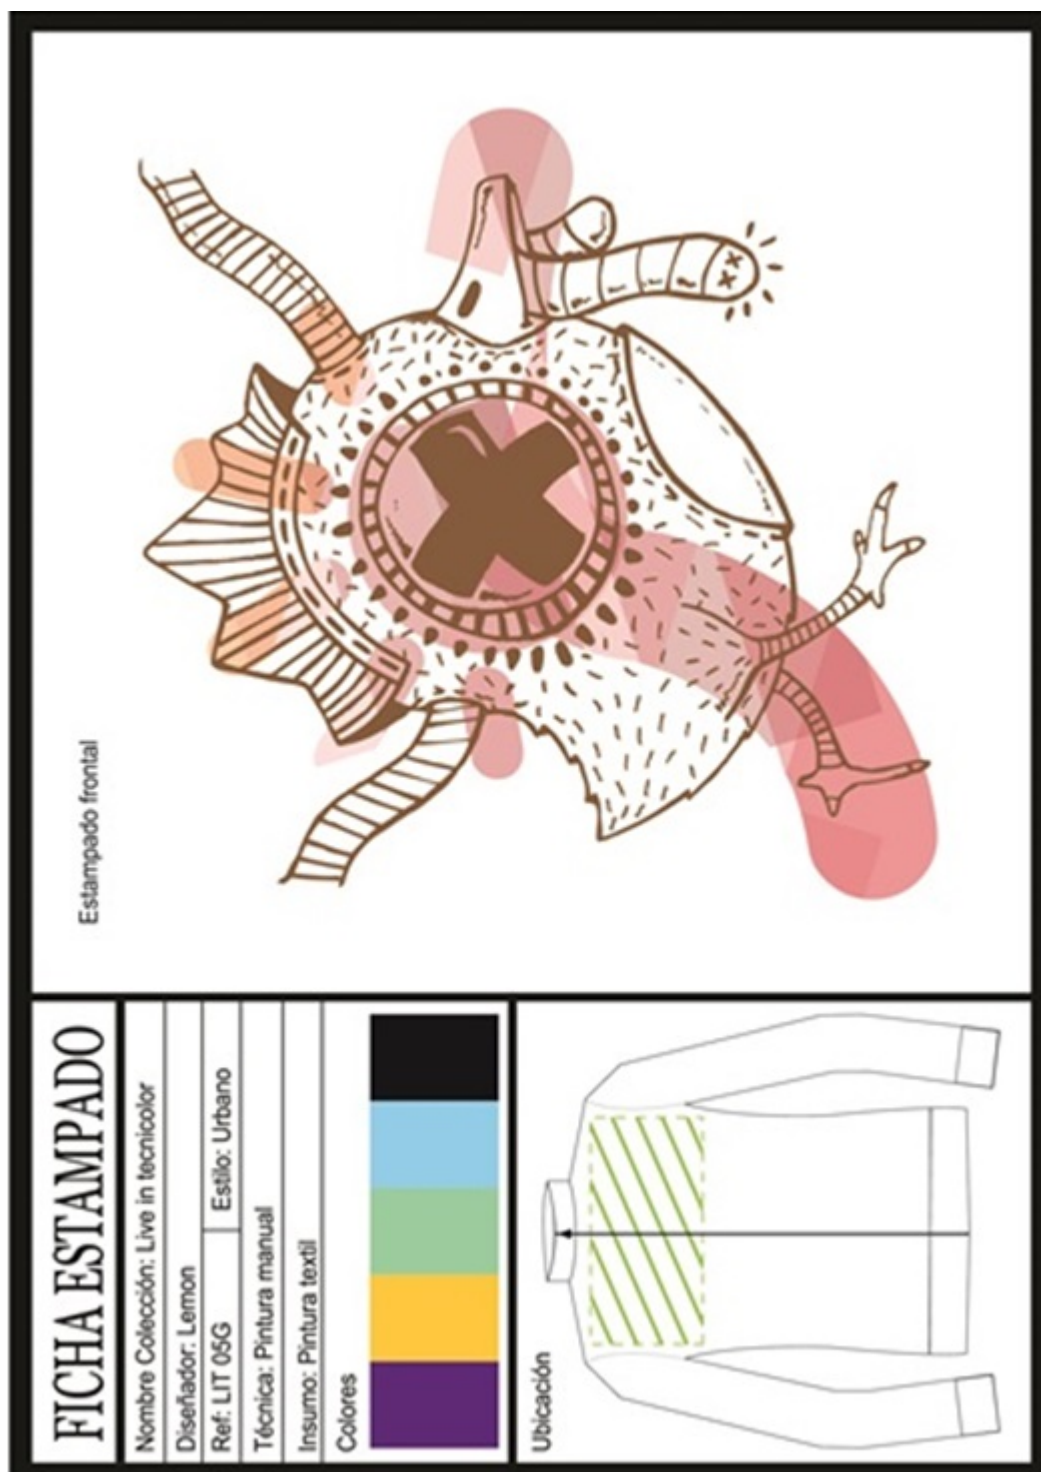 FICHA ESTAMPADO
Nombre Colección: Live in tecnicolor
Diseñador: Lemon
Ref: LIT 05G Estilo: Urbano
Técnica: Pintura manual
Insumo: Pintura textil
Colores
Ubicación
Estampado frontal